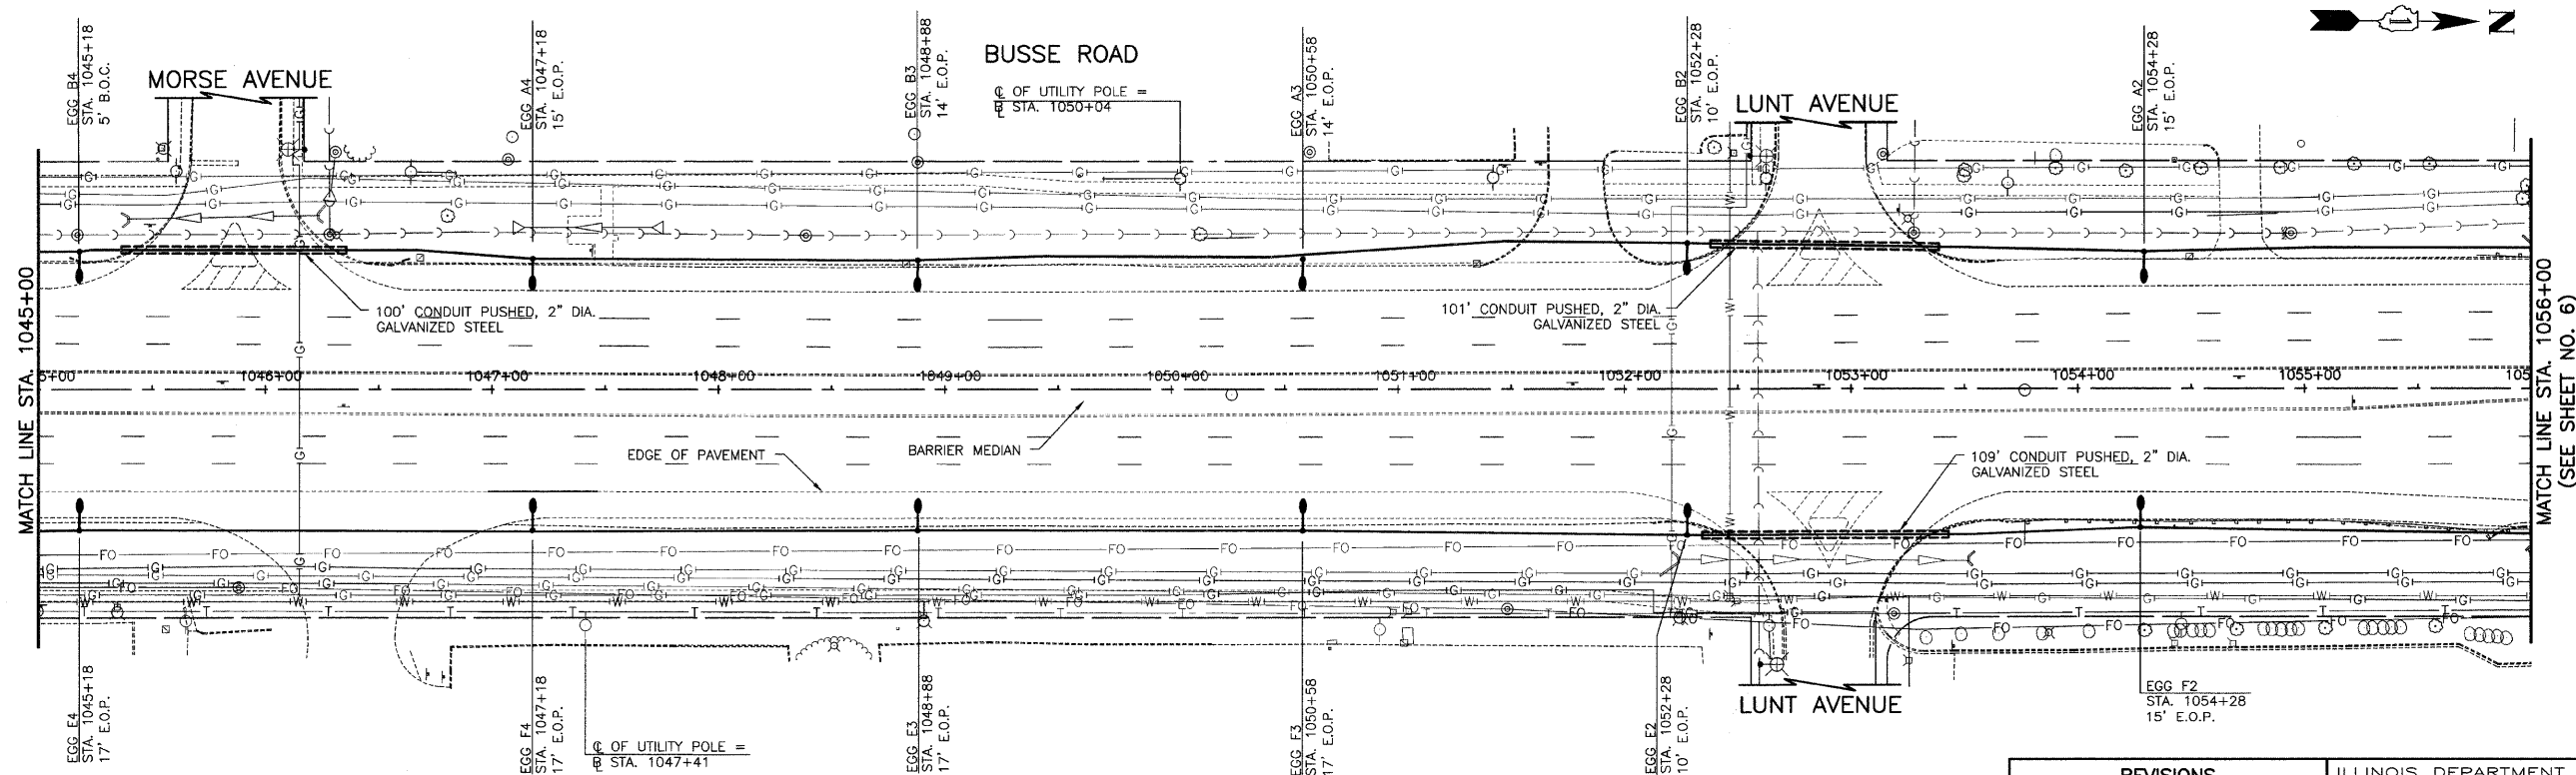 N
BUSSE ROAD
MORSE AVENUE
LUNT AVENUE
EGG B4
STA. 1045+18
5' B.O.C.
EGG A4
STA. 1047+18
15' E.O.P.
EGG B3
STA. 1048+88
14' E.O.P.
℄ OF UTILITY POLE =
STA. 1050+04
EGG A3
STA. 1050+58
14' E.O.P.
EGG B2
STA. 1052+28
10' E.O.P.
EGG A2
STA. 1054+28
15' E.O.P.
100' CONDUIT PUSHED, 2" DIA.
GALVANIZED STEEL
101' CONDUIT PUSHED, 2" DIA.
GALVANIZED STEEL
MATCH LINE STA. 1045+00
5+00
1046+00
1047+00
1048+00
1049+00
1050+00
1051+00
1052+00
1053+00
1054+00
1055+00
105
MATCH LINE STA. 1056+00
(SEE SHEET NO. 6)
EDGE OF PAVEMENT
BARRIER MEDIAN
109' CONDUIT PUSHED, 2" DIA.
GALVANIZED STEEL
EGG E4
STA. 1045+18
17' E.O.P.
EGG F4
STA. 1047+18
17' E.O.P.
℄ OF UTILITY POLE =
STA. 1047+41
EGG E3
STA. 1048+88
17' E.O.P.
EGG F3
STA. 1050+58
17' E.O.P.
EGG E2
STA. 1052+28
10' E.O.P.
LUNT AVENUE
EGG F2
STA. 1054+28
15' E.O.P.
REVISIONS
ILLINOIS DEPARTMENT